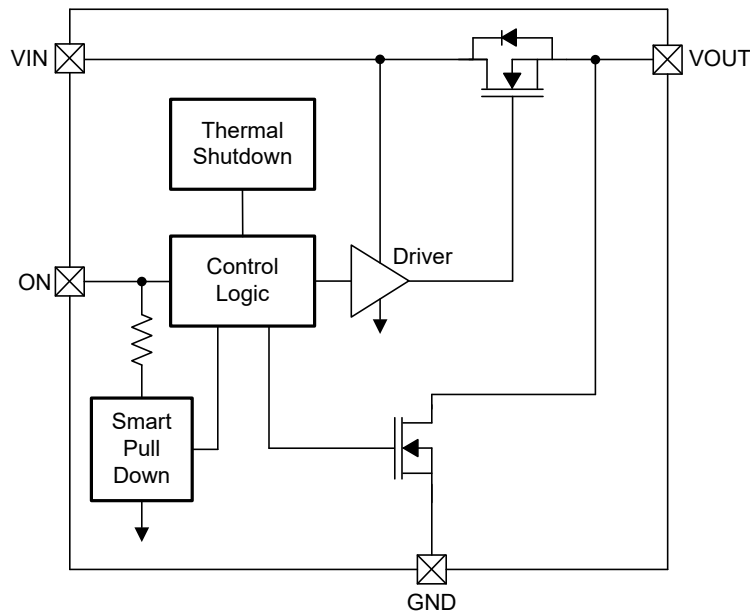 VIN
VOUT
Thermal
Shutdown
ON
Control
Logic
Driver
Smart
Pull
Down
GND